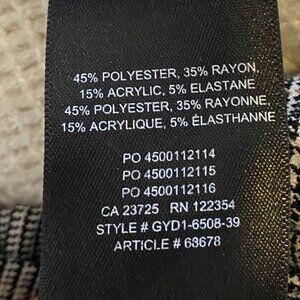 45% POLYESTER, 35% RAYON,
15% ACRYLIC, 5% ELASTANE
45% POLYESTER, 35% RAYONNE,
15% ACRYLIQUE, 5% ÉLASTHANNE
PO 4500112114
PO 4500112115
PO 4500112116
CA 23725 RN 122354
STYLE # GYD1-6508-39
ARTICLE # 68678